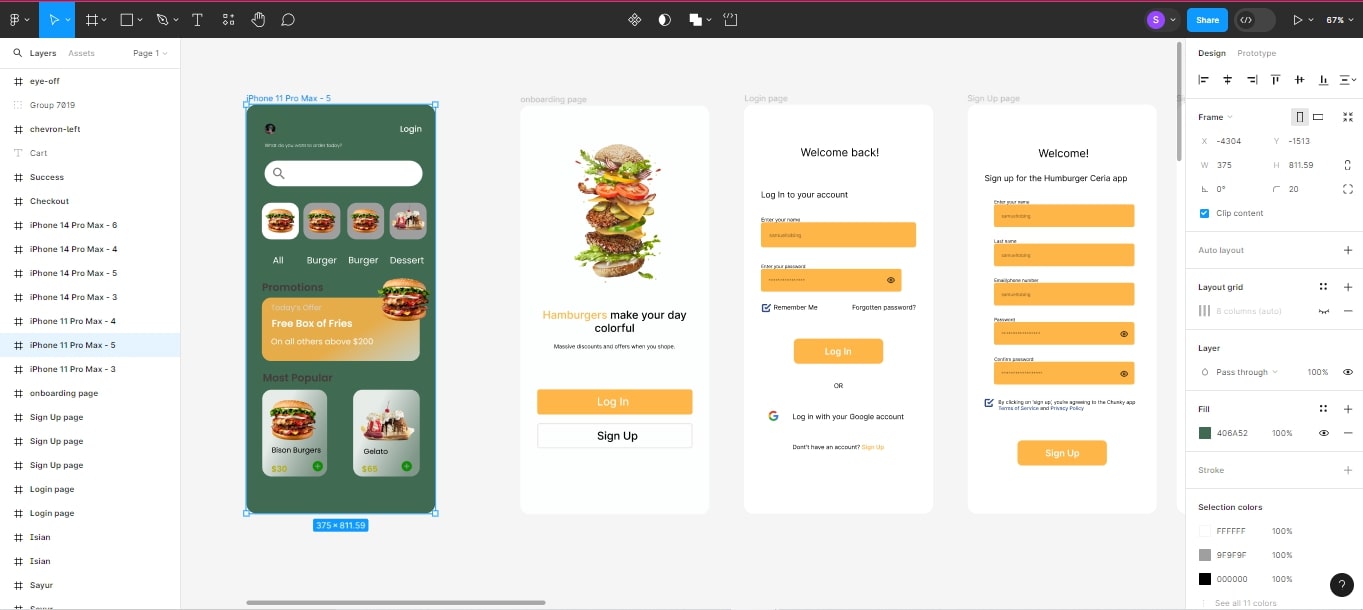 S
Share
67%
Layers
Assets
Page 1
eye-off
Group 7019
chevron-left
Cart
Success
Checkout
iPhone 14 Pro Max - 6
iPhone 14 Pro Max - 4
iPhone 14 Pro Max - 5
iPhone 14 Pro Max - 3
iPhone 11 Pro Max - 4
iPhone 11 Pro Max - 5
iPhone 11 Pro Max - 3
onboarding page
Sign Up page
Sign Up page
Sign Up page
Login page
Login page
Isian
Isian
Sayur
iPhone 11 Pro Max - 5
Login
What do you want to order today?
All
Burger
Burger
Dessert
Promotions
Today's Offer
Free Box of Fries
On all others above $200
Most Popular
Bison Burgers
$30
Gelato
$65
375 × 811.59
onboarding page
Hamburgers make your day
colorful
Massive discounts and offers when you shope.
Log In
Sign Up
Login page
Welcome back!
Log In to your account
Enter your name
Enter your password
Remember Me
Forgotten password?
Log In
OR
Log in with your Google account
Don't have an account? Sign Up
Sign Up page
Welcome!
Sign up for the Humburger Ceria app
Enter your name
Last name
Email/phone number
Password
Confirm password
By clicking on 'sign up', you're agreeing to the Chunky app
Terms of Service and Privacy Policy
Sign Up
Design
Prototype
Frame
X -4304
Y -1513
W 375
H 811.59
0°
20
Clip content
Auto layout
Layout grid
8 columns (auto)
Layer
Pass through
100%
Fill
406A52
100%
Stroke
Selection colors
FFFFFF
100%
9F9F9F
100%
000000
100%
See all 11 colors
?